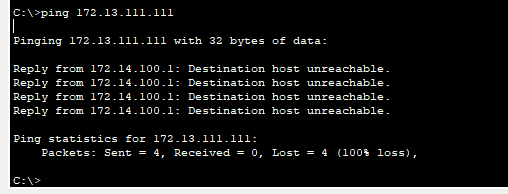 C:\>ping 172.13.111.111
Pinging 172.13.111.111 with 32 bytes of data:
Reply from 172.14.100.1: Destination host unreachable.
Reply from 172.14.100.1: Destination host unreachable.
Reply from 172.14.100.1: Destination host unreachable.
Reply from 172.14.100.1: Destination host unreachable.
Ping statistics for 172.13.111.111:
Packets: Sent = 4, Received = 0, Lost = 4 (100% loss),
C:\>